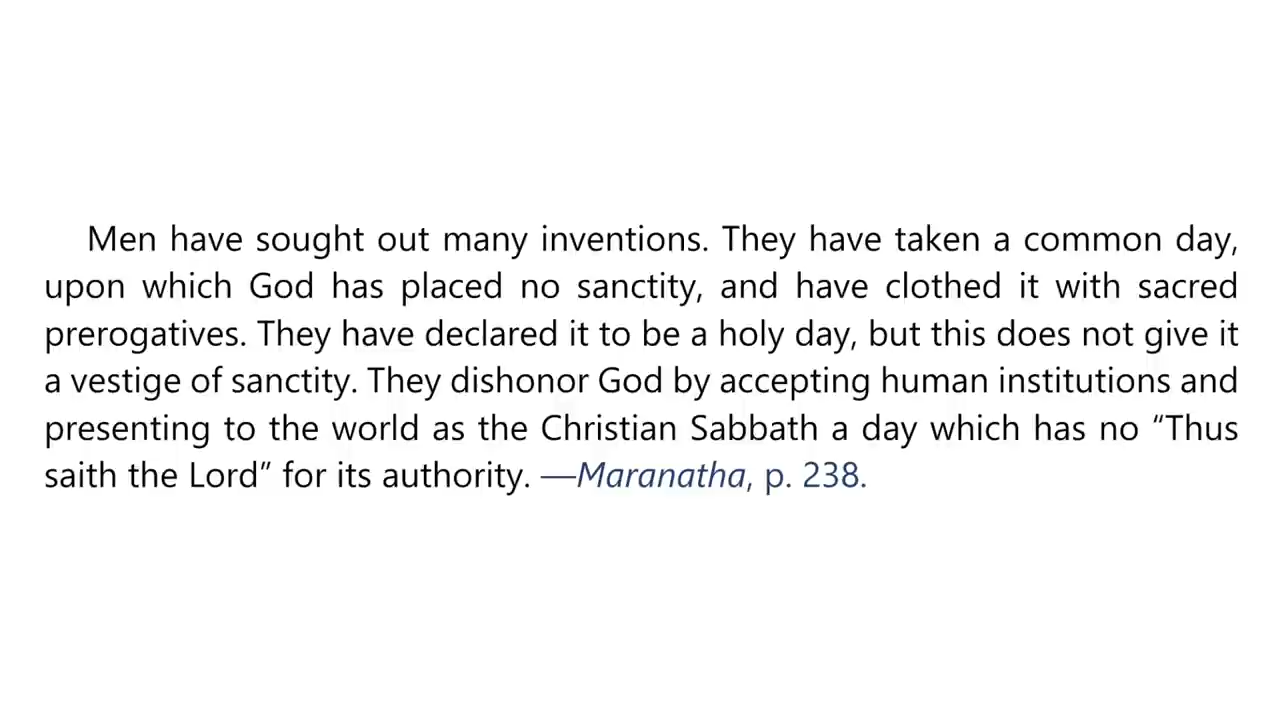 Men have sought out many inventions. They have taken a common day,
upon which God has placed no sanctity, and have clothed it with sacred
prerogatives. They have declared it to be a holy day, but this does not give it
a vestige of sanctity. They dishonor God by accepting human institutions and
presenting to the world as the Christian Sabbath a day which has no “Thus
saith the Lord” for its authority. —Maranatha, p. 238.